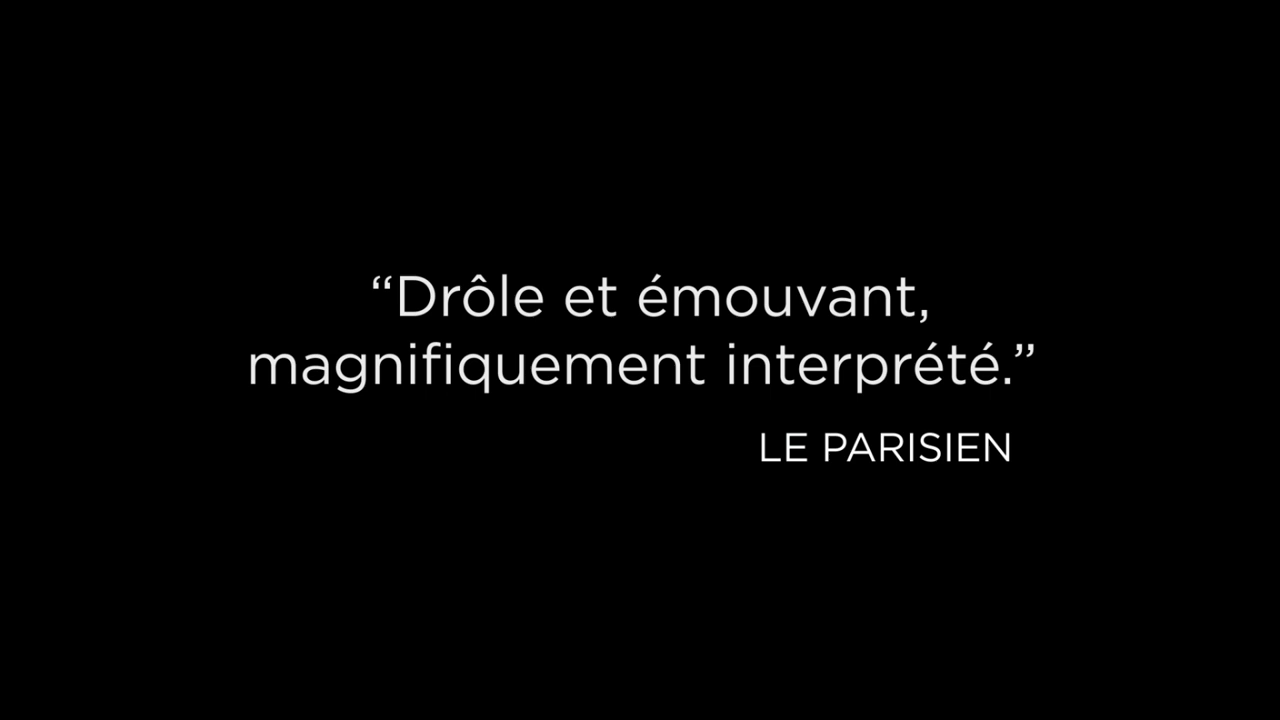 “Drôle et émouvant,
magnifiquement interprété.”
LE PARISIEN